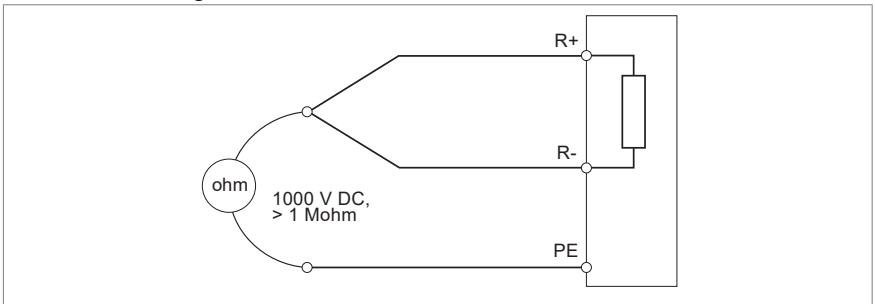 R+
R-
ohm
1000 V DC,
> 1 Mohm
PE